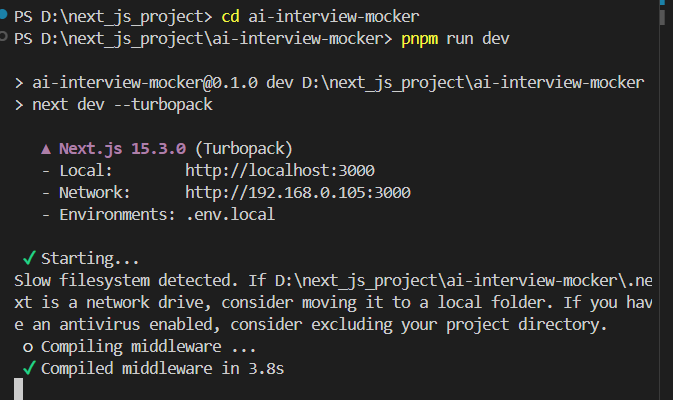 PS D:\next_js_project> cd ai-interview-mocker
PS D:\next_js_project\ai-interview-mocker> pnpm run dev
> ai-interview-mocker@0.1.0 dev D:\next_js_project\ai-interview-mocker
> next dev --turbopack
▲ Next.js 15.3.0 (Turbopack)
- Local:        http://localhost:3000
- Network:      http://192.168.0.105:3000
- Environments: .env.local
✓ Starting...
Slow filesystem detected. If D:\next_js_project\ai-interview-mocker\.ne
xt is a network drive, consider moving it to a local folder. If you hav
e an antivirus enabled, consider excluding your project directory.
○ Compiling middleware ...
✓ Compiled middleware in 3.8s